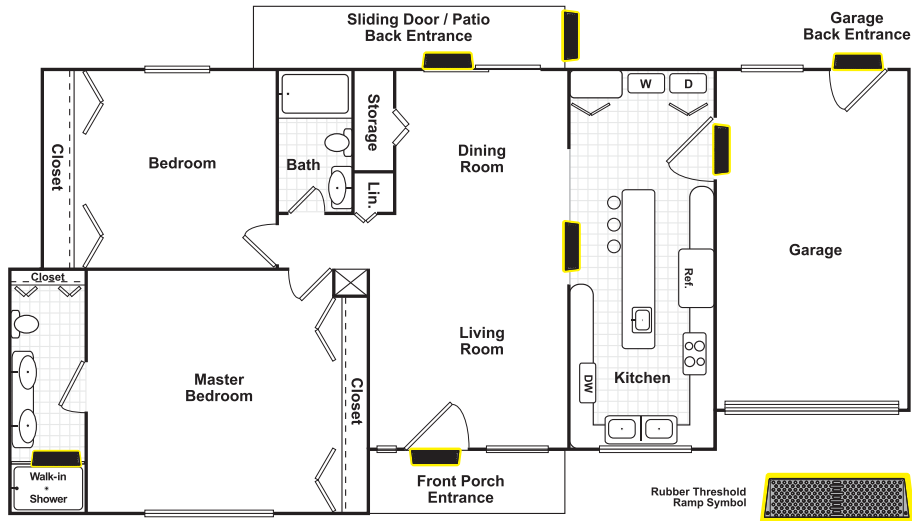 Sliding Door / Patio
Back Entrance
Garage
Back Entrance
W
D
Closet
Bedroom
Bath
Storage
Lin.
Dining
Room
Garage
Ref.
Closet
Living
Room
Master
Bedroom
Closet
DW
Kitchen
Walk-in
Shower
Front Porch
Entrance
Rubber Threshold
Ramp Symbol